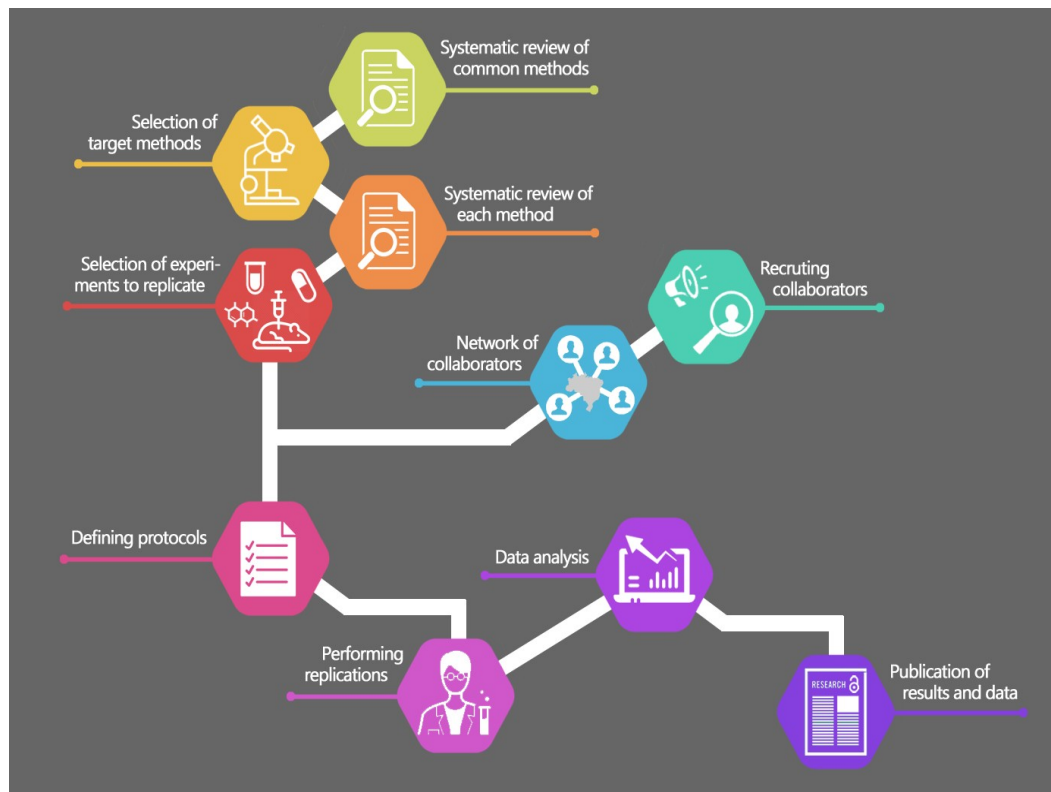 Systematic review of
common methods
Selection of
target methods
Systematic review of
each method
Selection of experi-
ments to replicate
Recruting
collaborators
Network of
collaborators
Defining protocols
Data analysis
Performing
replications
Publication of
results and data
RESEARCH